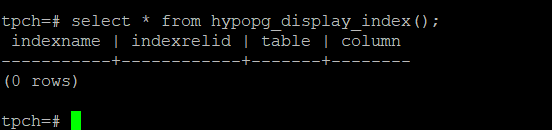 tpch=# select * from hypopg_display_index();
 indexname | indexrelid | table | column
-----------+------------+-------+--------
(0 rows)
tpch=#